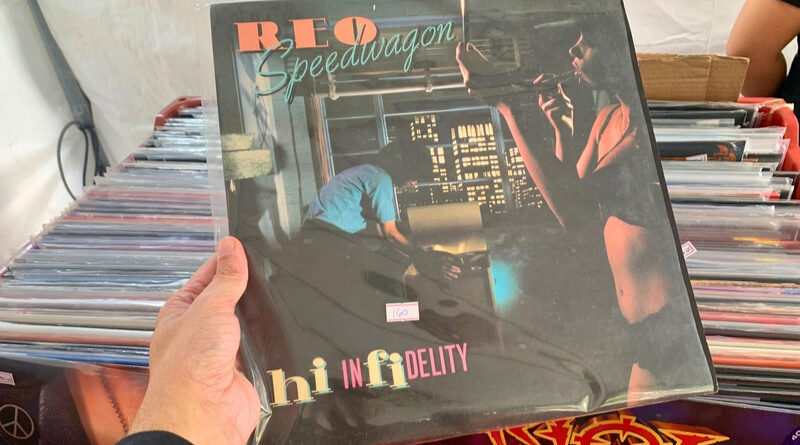 REO
Speedwagon
160
hi INfiDELITY